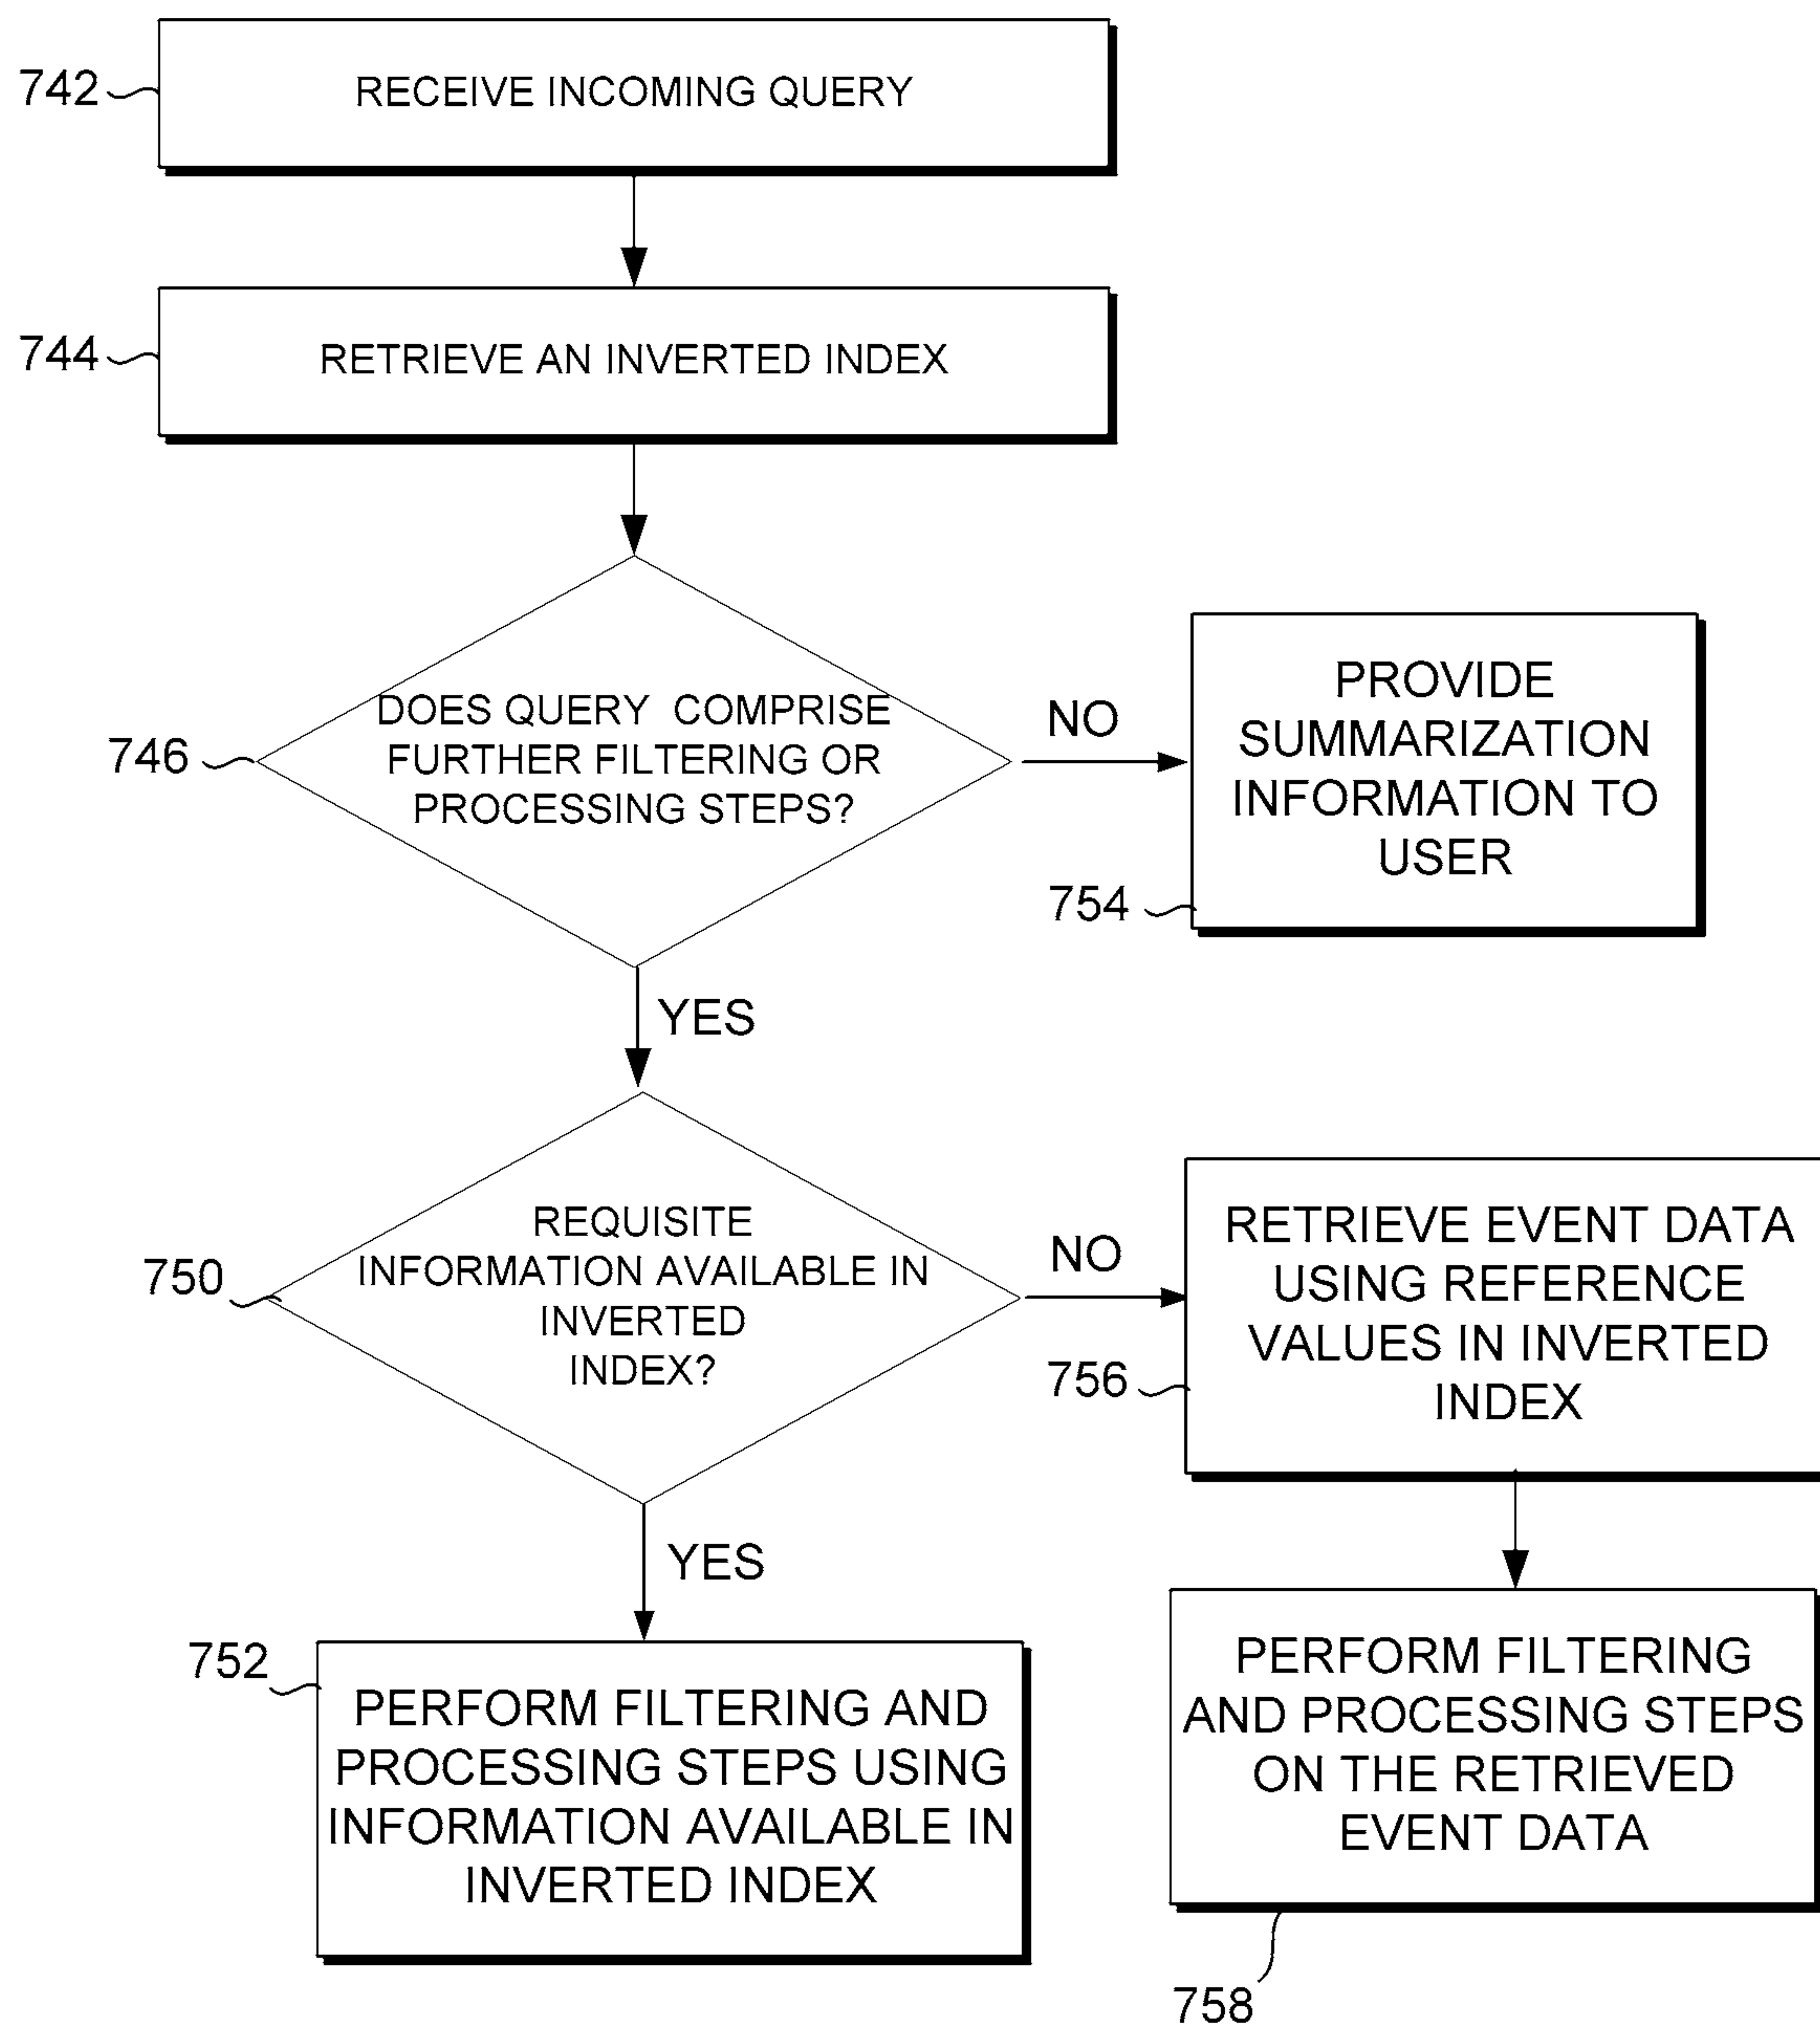 742
RECEIVE INCOMING QUERY
744
RETRIEVE AN INVERTED INDEX
746
DOES QUERY COMPRISE
FURTHER FILTERING OR
PROCESSING STEPS?
NO
PROVIDE
SUMMARIZATION
INFORMATION TO
USER
754
YES
750
REQUISITE
INFORMATION AVAILABLE IN
INVERTED
INDEX?
NO
RETRIEVE EVENT DATA
USING REFERENCE
VALUES IN INVERTED
INDEX
756
YES
752
PERFORM FILTERING AND
PROCESSING STEPS USING
INFORMATION AVAILABLE IN
INVERTED INDEX
PERFORM FILTERING
AND PROCESSING STEPS
ON THE RETRIEVED
EVENT DATA
758